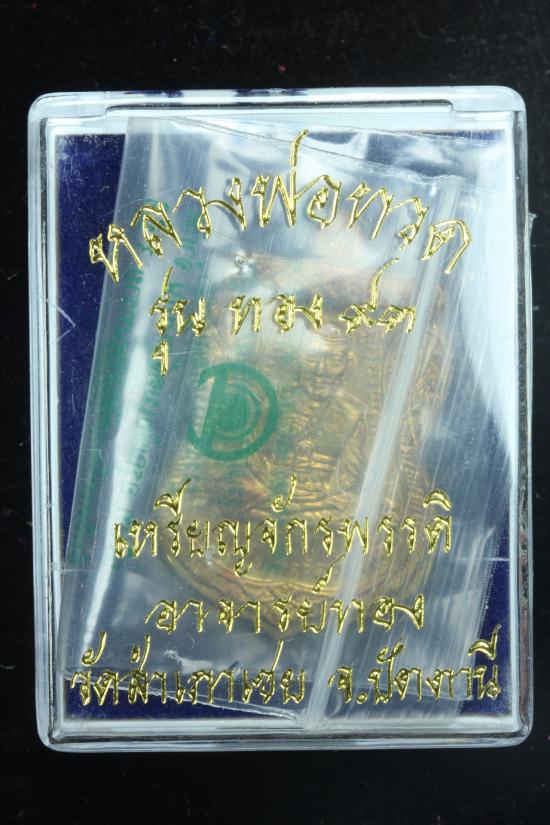 หลวงพ่อทวด
รุ่น ทอง ๙๓
เหรียญจักรพรรดิ
อาจารย์ทอง
วัดสำเภาเชย จ.ปัตตานี